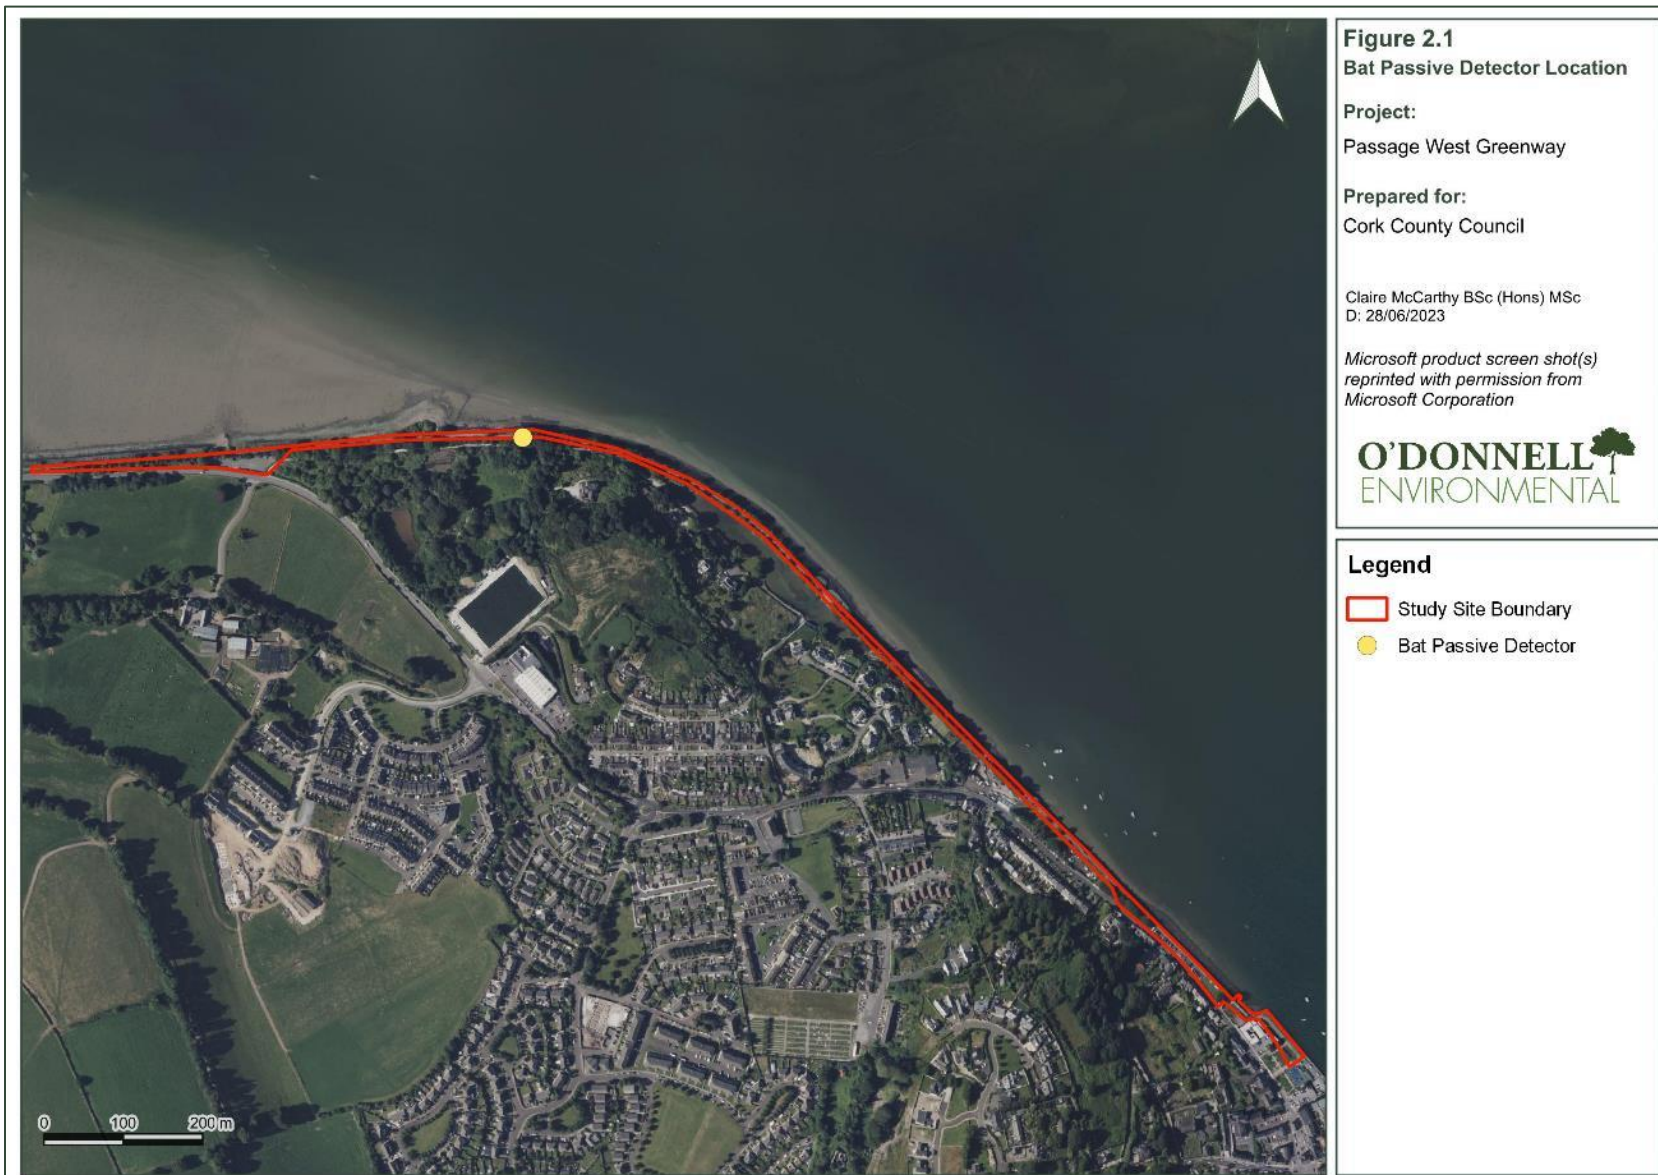 Figure 2.1
Bat Passive Detector Location
Project:
Passage West Greenway
Prepared for:
Cork County Council
Claire McCarthy BSc (Hons) MSc
D: 28/06/2023
Microsoft product screen shot(s)
reprinted with permission from
Microsoft Corporation
O'DONNELL
ENVIRONMENTAL
Legend
Study Site Boundary
Bat Passive Detector
0 100 200 m